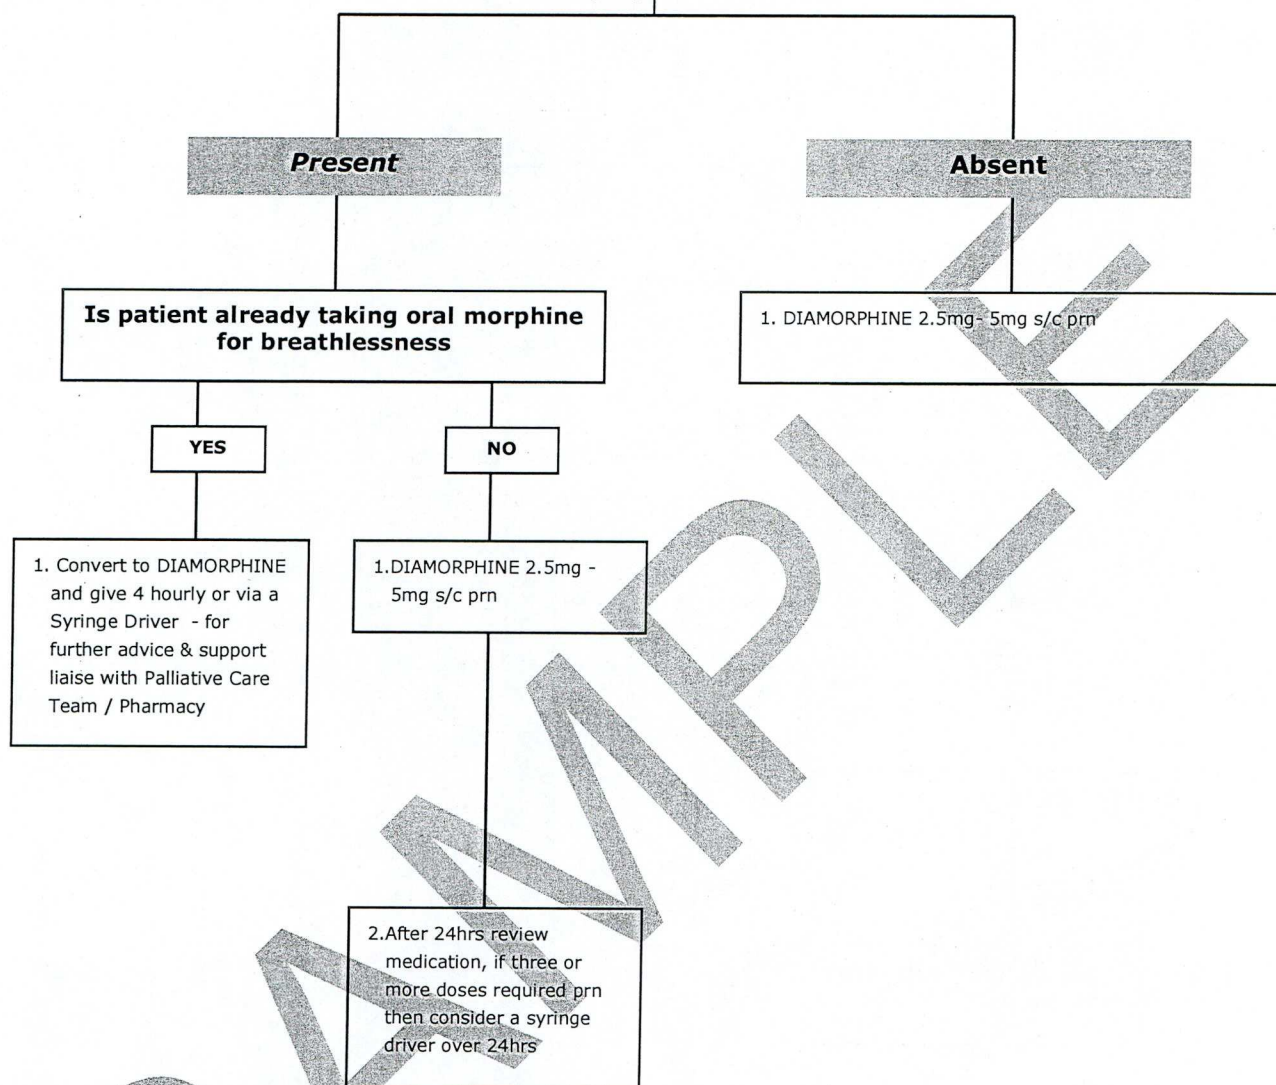 Present
Absent
Is patient already taking oral morphine
for breathlessness
1. DIAMORPHINE 2.5mg- 5mg s/c prn
YES
NO
1. Convert to DIAMORPHINE
and give 4 hourly or via a
Syringe Driver - for
further advice & support
liaise with Palliative Care
Team / Pharmacy
1.DIAMORPHINE 2.5mg -
5mg s/c prn
2.After 24hrs review
medication, if three or
more doses required prn
then consider a syringe
driver over 24hrs
AMPLE